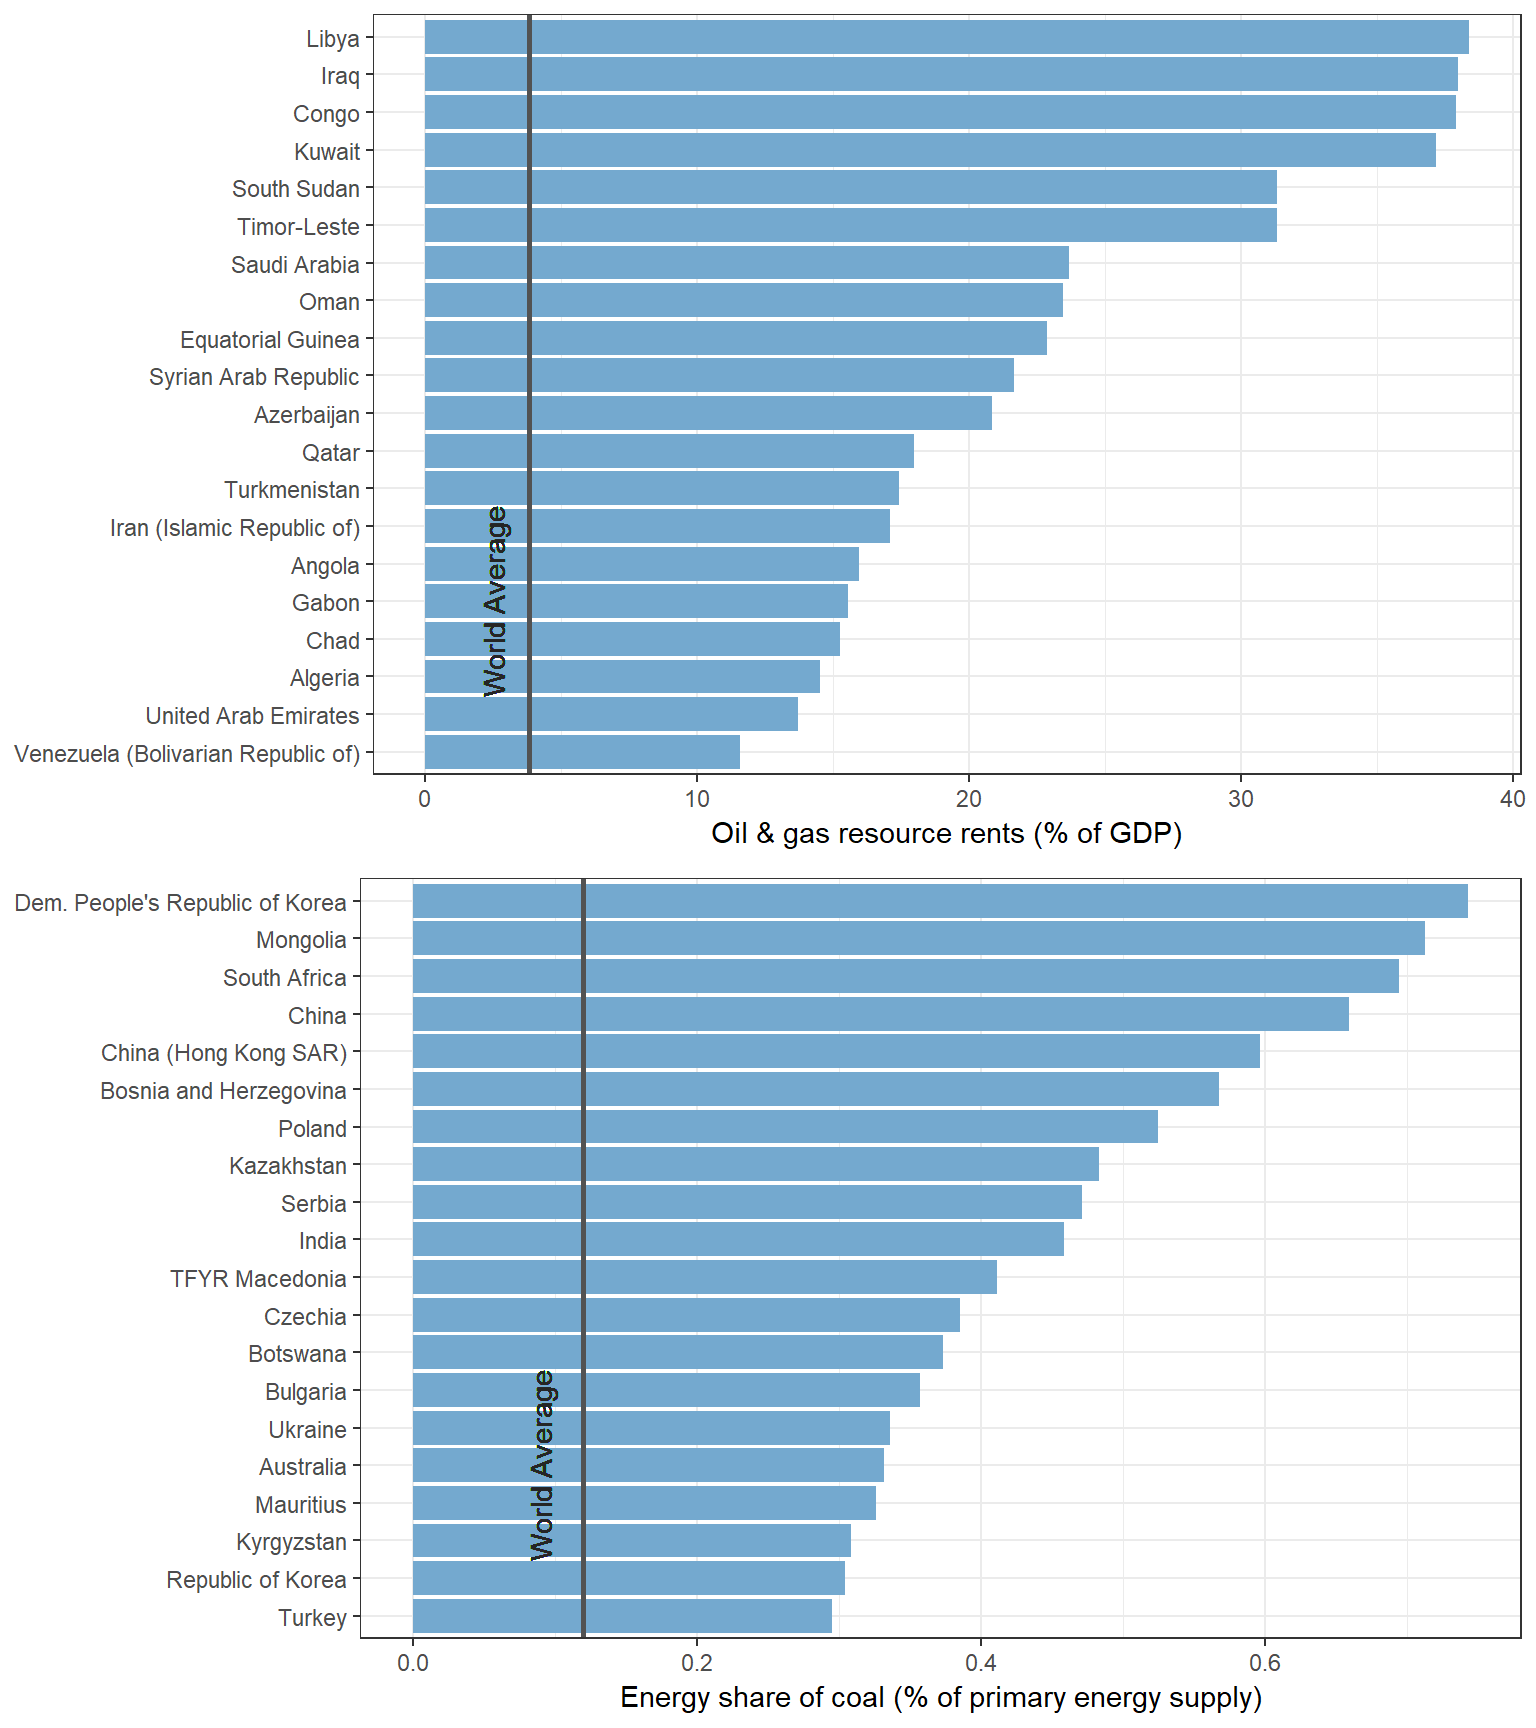 Libya
Iraq
Congo
Kuwait
South Sudan
Timor-Leste
Saudi Arabia
Oman
Equatorial Guinea
Syrian Arab Republic
Azerbaijan
Qatar
Turkmenistan
Iran (Islamic Republic of)
Angola
Gabon
Chad
Algeria
United Arab Emirates
Venezuela (Bolivarian Republic of)
World Average
0 10 20 30 40
Oil & gas resource rents (% of GDP)
Dem. People's Republic of Korea
Mongolia
South Africa
China
China (Hong Kong SAR)
Bosnia and Herzegovina
Poland
Kazakhstan
Serbia
India
TFYR Macedonia
Czechia
Botswana
Bulgaria
Ukraine
Australia
Mauritius
Kyrgyzstan
Republic of Korea
Turkey
World Average
0.0 0.2 0.4 0.6
Energy share of coal (% of primary energy supply)